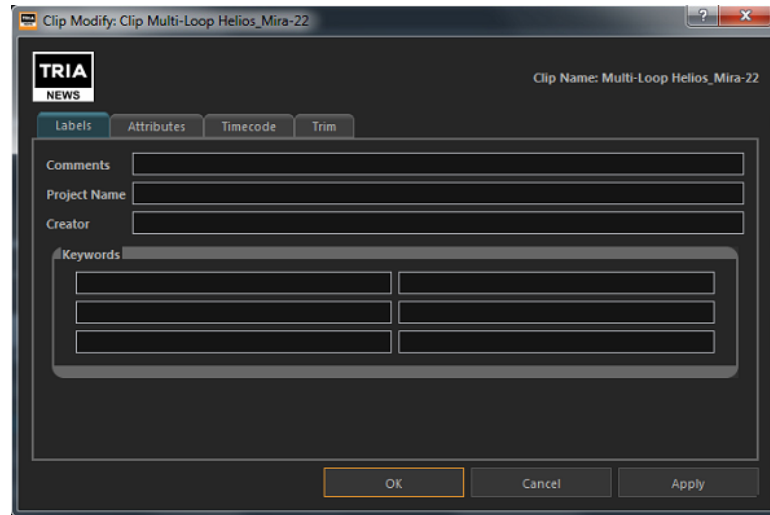 Clip Modify: Clip Multi-Loop Helios_Mira-22
?
TRIA
NEWS
Clip Name: Multi-Loop Helios_Mira-22
Labels Attributes Timecode Trim
Comments
Project Name
Creator
Keywords
OK Cancel Apply